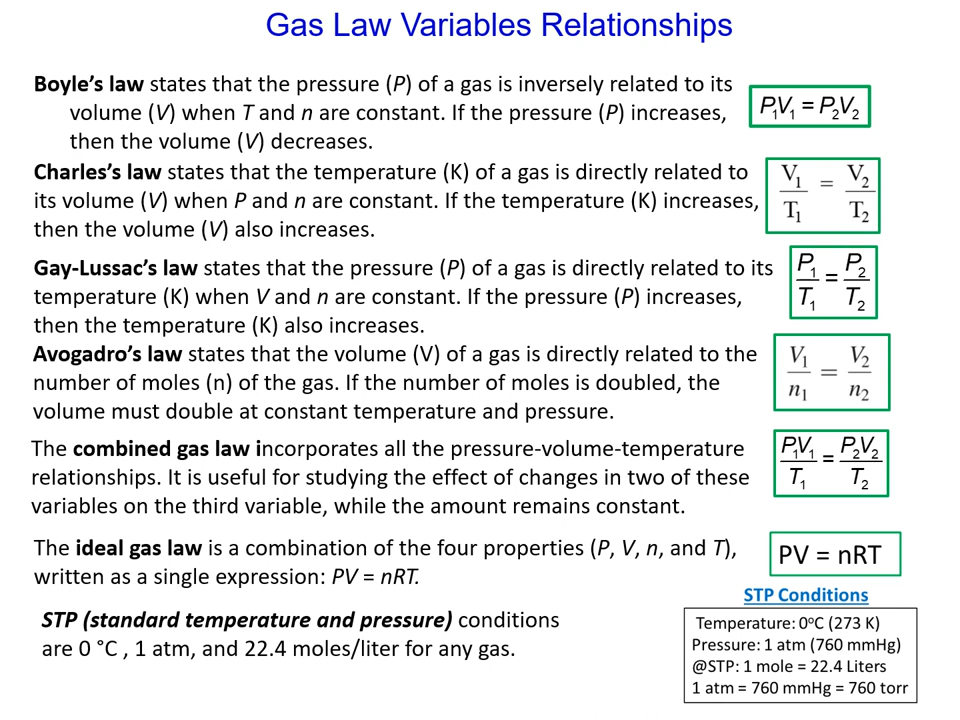 Gas Law Variables Relationships
Boyle's law states that the pressure (P) of a gas is inversely related to its
volume (V) when T and n are constant. If the pressure (P) increases,
then the volume (V) decreases.
P₁V₁ = P₂V₂
Charles's law states that the temperature (K) of a gas is directly related to
its volume (V) when P and n are constant. If the temperature (K) increases,
then the volume (V) also increases.
V₁/T₁ = V₂/T₂
Gay-Lussac's law states that the pressure (P) of a gas is directly related to its
temperature (K) when V and n are constant. If the pressure (P) increases,
then the temperature (K) also increases.
P₁/T₁ = P₂/T₂
Avogadro's law states that the volume (V) of a gas is directly related to the
number of moles (n) of the gas. If the number of moles is doubled, the
volume must double at constant temperature and pressure.
V₁/n₁ = V₂/n₂
The combined gas law incorporates all the pressure-volume-temperature
relationships. It is useful for studying the effect of changes in two of these
variables on the third variable, while the amount remains constant.
P₁V₁/T₁ = P₂V₂/T₂
The ideal gas law is a combination of the four properties (P, V, n, and T),
written as a single expression: PV = nRT.
PV = nRT
STP (standard temperature and pressure) conditions
are 0 °C , 1 atm, and 22.4 moles/liter for any gas.
STP Conditions
Temperature: 0°C (273 K)
Pressure: 1 atm (760 mmHg)
@STP: 1 mole = 22.4 Liters
1 atm = 760 mmHg = 760 torr